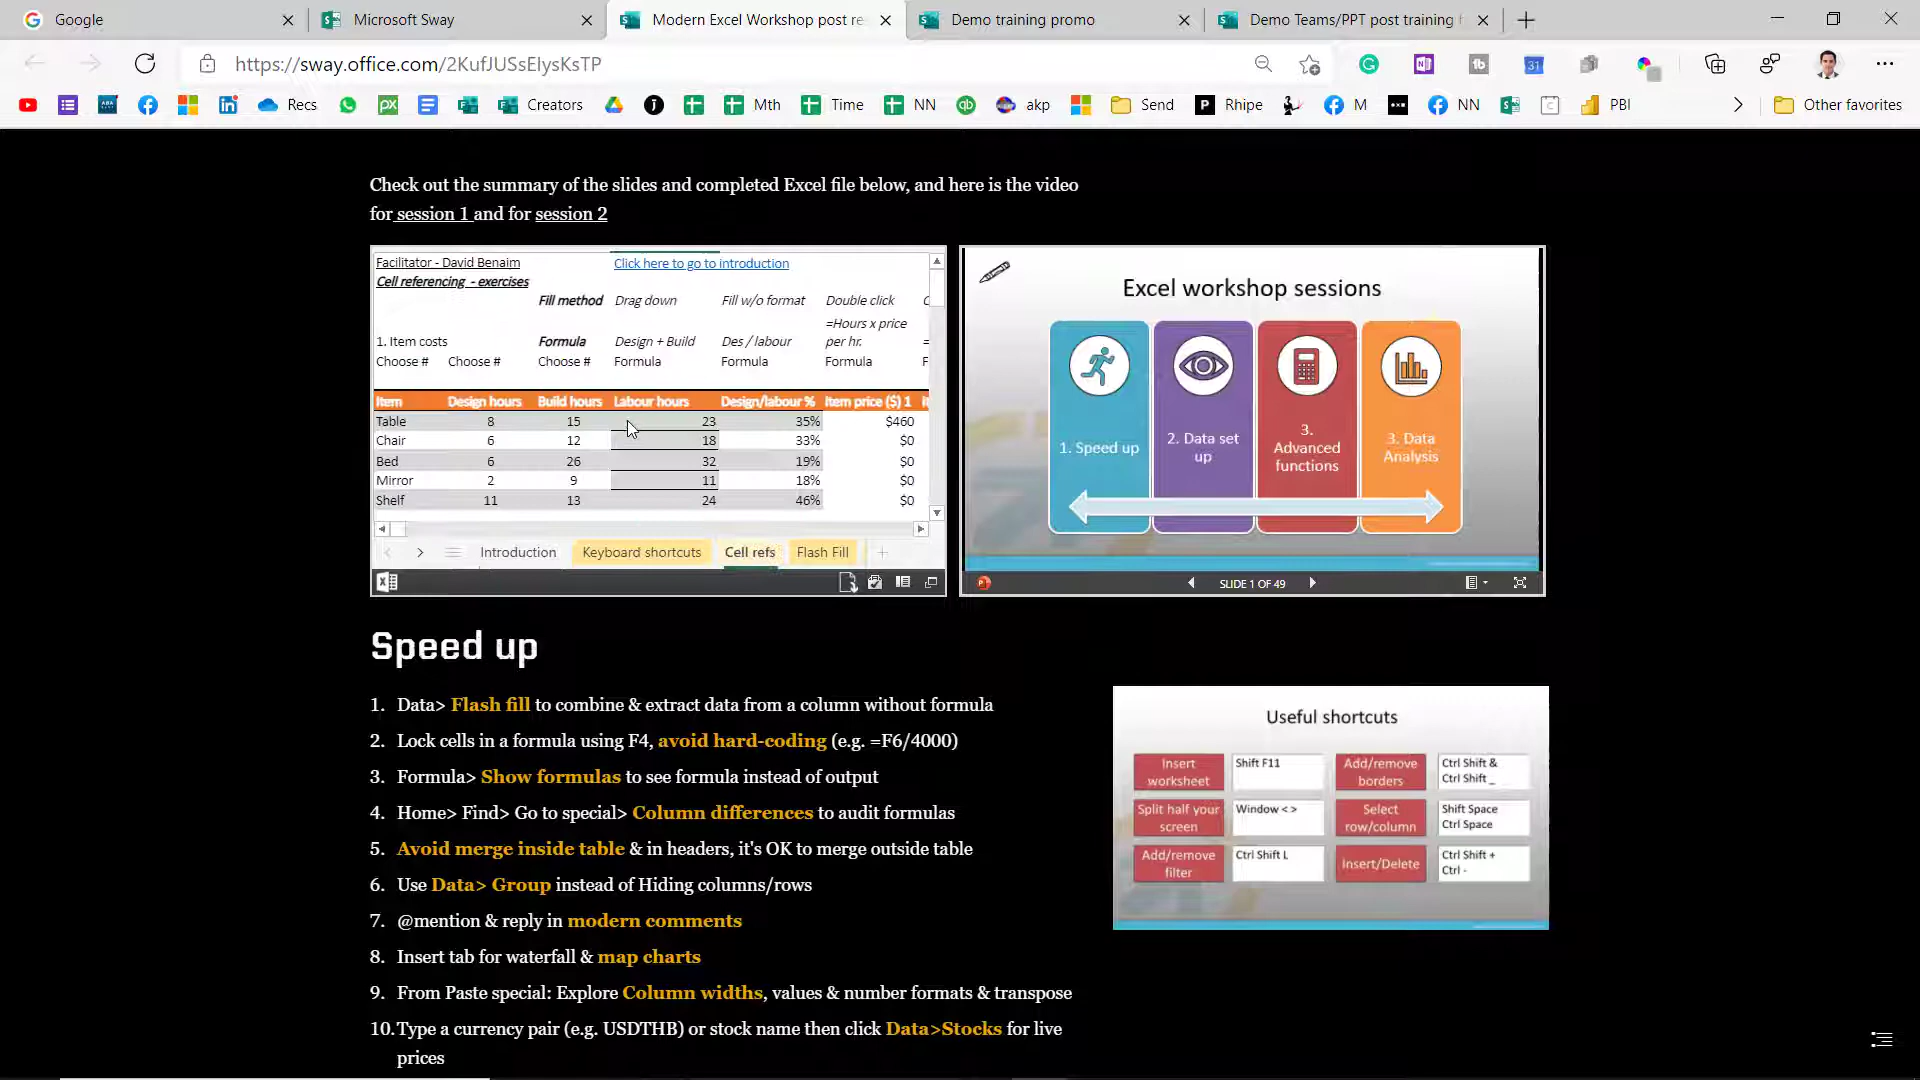 Google
Microsoft Sway
Modern Excel Workshop post re
Demo training promo
Demo Teams/PPT post training f
https://sway.office.com/2KufJUSsEIysKsTP
Recs
Creators
Mth
Time
NN
akp
Send
Rhipe
M
NN
PBI
Other favorites
Check out the summary of the slides and completed Excel file below, and here is the video
for session 1 and for session 2
Facilitator - David Benaim
Click here to go to introduction
Cell referencing - exercises
Fill method Drag down Fill w/o format Double click
=Hours x price
1. Item costs Formula Design + Build Des / labour per hr.
Choose # Choose # Choose # Formula Formula Formula
Item Design hours Build hours Labour hours Design/labour % Item price ($) 1
Table 8 15 23 35% $460
Chair 6 12 18 33% $0
Bed 6 26 32 19% $0
Mirror 2 9 11 18% $0
Shelf 11 13 24 46% $0
Introduction Keyboard shortcuts Cell refs Flash Fill
Excel workshop sessions
1. Speed up
2. Data set
up
3.
Advanced
functions
3. Data
Analysis
SLIDE 1 OF 49
Speed up
1. Data> Flash fill to combine & extract data from a column without formula
2. Lock cells in a formula using F4, avoid hard-coding (e.g. =F6/4000)
3. Formula> Show formulas to see formula instead of output
4. Home> Find> Go to special> Column differences to audit formulas
5. Avoid merge inside table & in headers, it's OK to merge outside table
6. Use Data> Group instead of Hiding columns/rows
7. @mention & reply in modern comments
8. Insert tab for waterfall & map charts
9. From Paste special: Explore Column widths, values & number formats & transpose
10. Type a currency pair (e.g. USDTHB) or stock name then click Data>Stocks for live
prices
Useful shortcuts
Insert
worksheet
Shift F11
Add/remove
borders
Ctrl Shift &
Ctrl Shift _
Split half your
screen
Window < >
Select
row/column
Shift Space
Ctrl Space
Add/remove
filter
Ctrl Shift L
Insert/Delete
Ctrl Shift +
Ctrl -